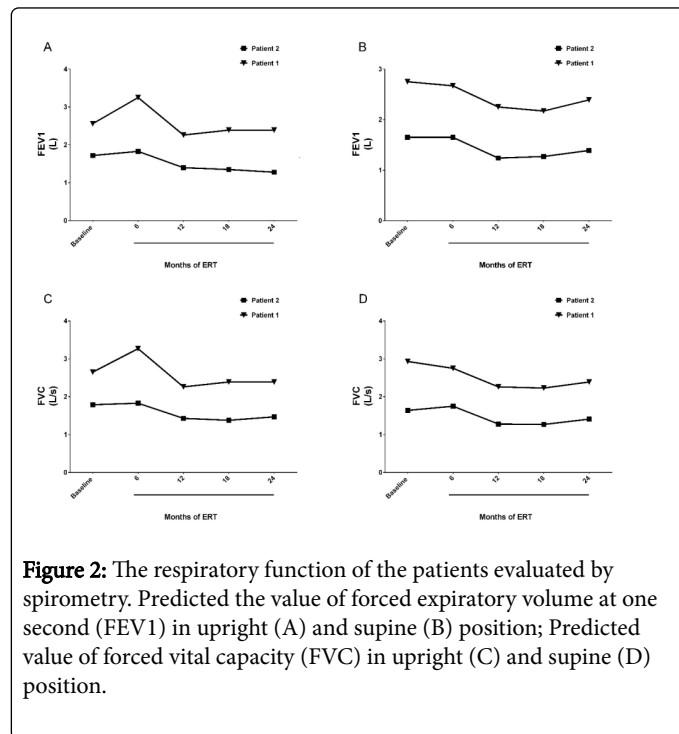 A
Patient 2
Patient 1
FEV1
(L)
4
3
2
1
0
Baseline
6
12
18
24
Months of ERT
B
Patient 2
Patient 1
FEV1
(L)
3
2
1
0
Baseline
6
12
18
24
Months of ERT
C
Patient 2
Patient 1
FVC
(L/s)
4
3
2
1
0
Baseline
6
12
18
24
Months of ERT
D
Patient 2
Patient 1
FVC
(L/s)
4
3
2
1
0
Baseline
6
12
18
24
Months of ERT
Figure 2: The respiratory function of the patients evaluated by
spirometry. Predicted the value of forced expiratory volume at one
second (FEV1) in upright (A) and supine (B) position; Predicted
value of forced vital capacity (FVC) in upright (C) and supine (D)
position.